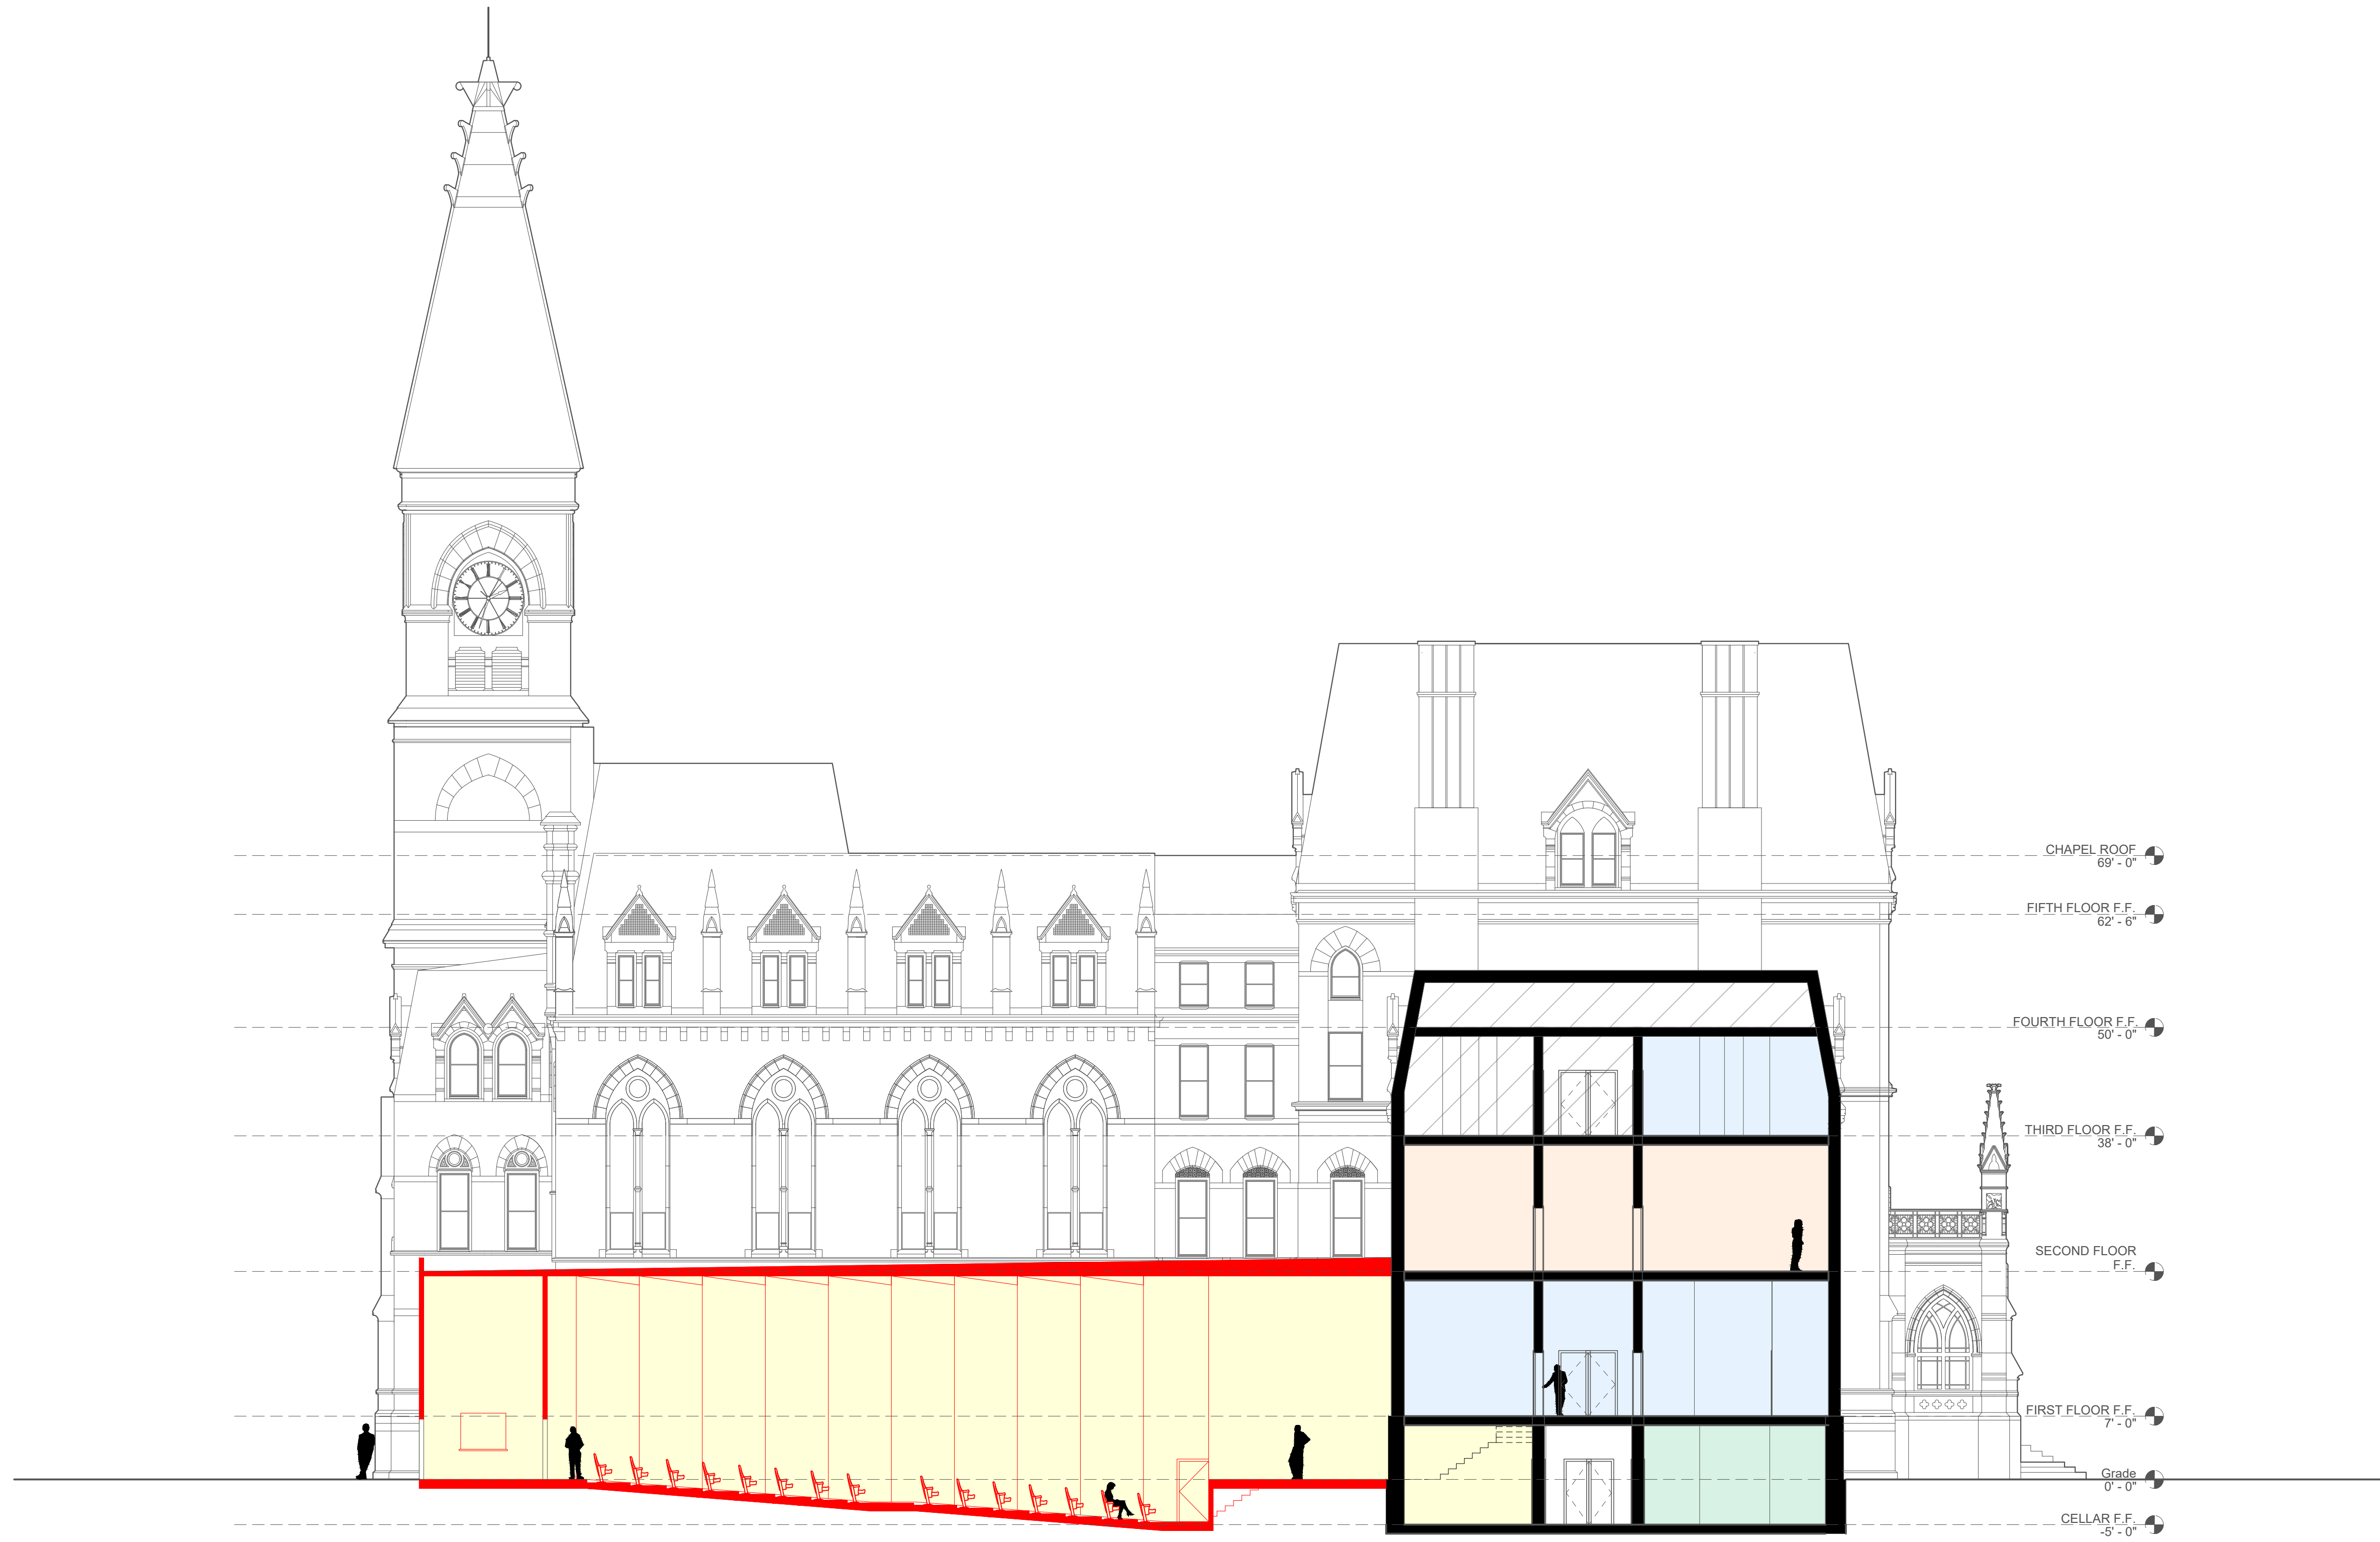 CHAPEL ROOF
69' - 0"
FIFTH FLOOR F.F.
62' - 6"
FOURTH FLOOR F.F.
50' - 0"
THIRD FLOOR F.F.
38' - 0"
SECOND FLOOR
F.F.
FIRST FLOOR F.F.
7' - 0"
Grade
0' - 0"
CELLAR F.F.
-5' - 0"